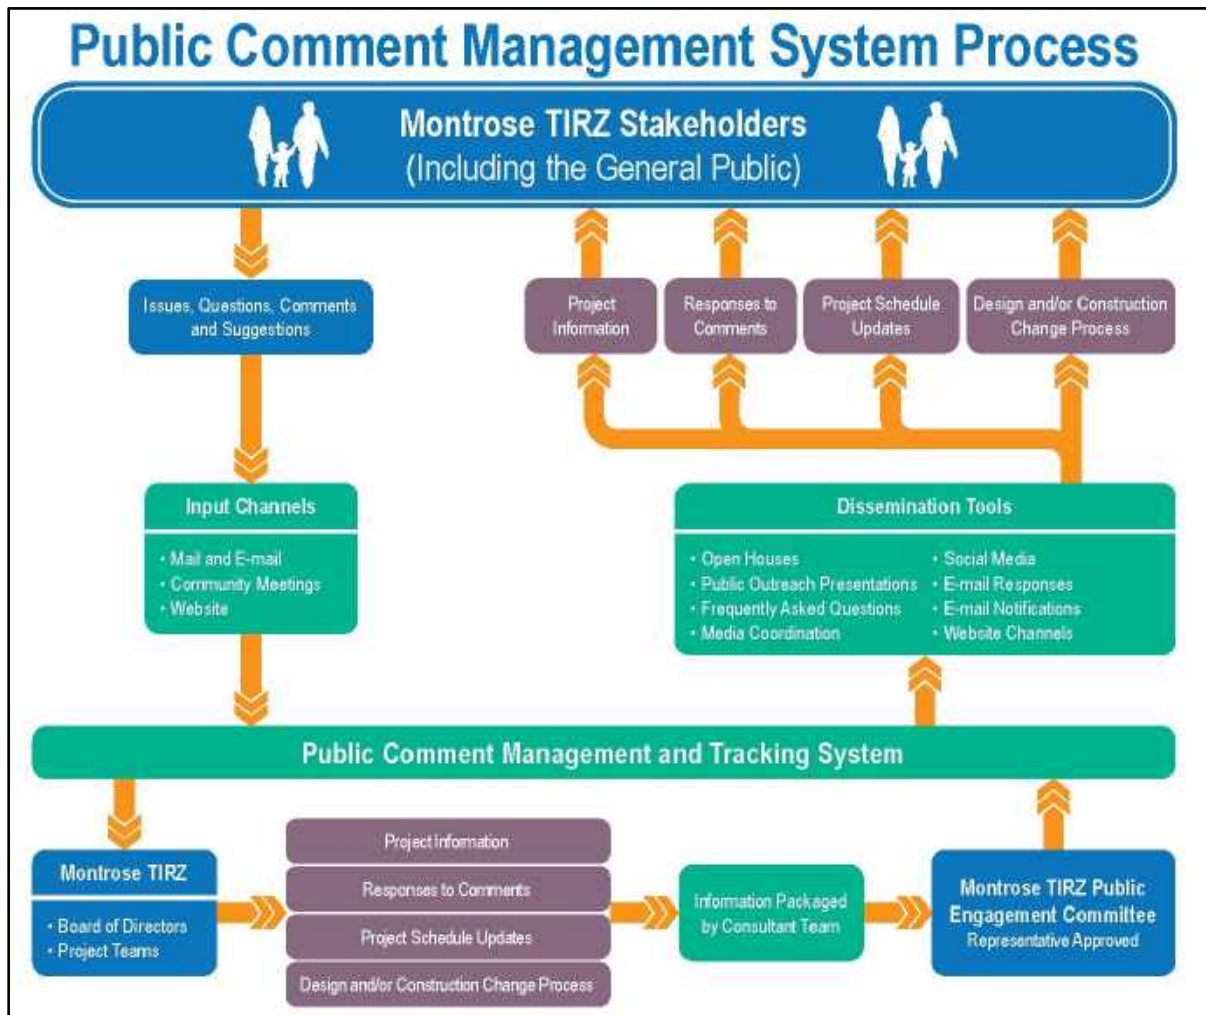 Public Comment Management System Process
Montrose TIRZ Stakeholders
(Including the General Public)
Issues, Questions, Comments
and Suggestions
Project
Information
Responses to
Comments
Project Schedule
Updates
Design and/or Construction
Change Process
Input Channels
• Mail and E-mail
• Community Meetings
• Website
Dissemination Tools
• Open Houses
• Public Outreach Presentations
• Frequently Asked Questions
• Media Coordination
• Social Media
• E-mail Responses
• E-mail Notifications
• Website Channels
Public Comment Management and Tracking System
Montrose TIRZ
• Board of Directors
• Project Teams
Project Information
Responses to Comments
Project Schedule Updates
Design and/or Construction Change Process
Information Packaged
by Consultant Team
Montrose TIRZ Public
Engagement Committee
Representative Approved